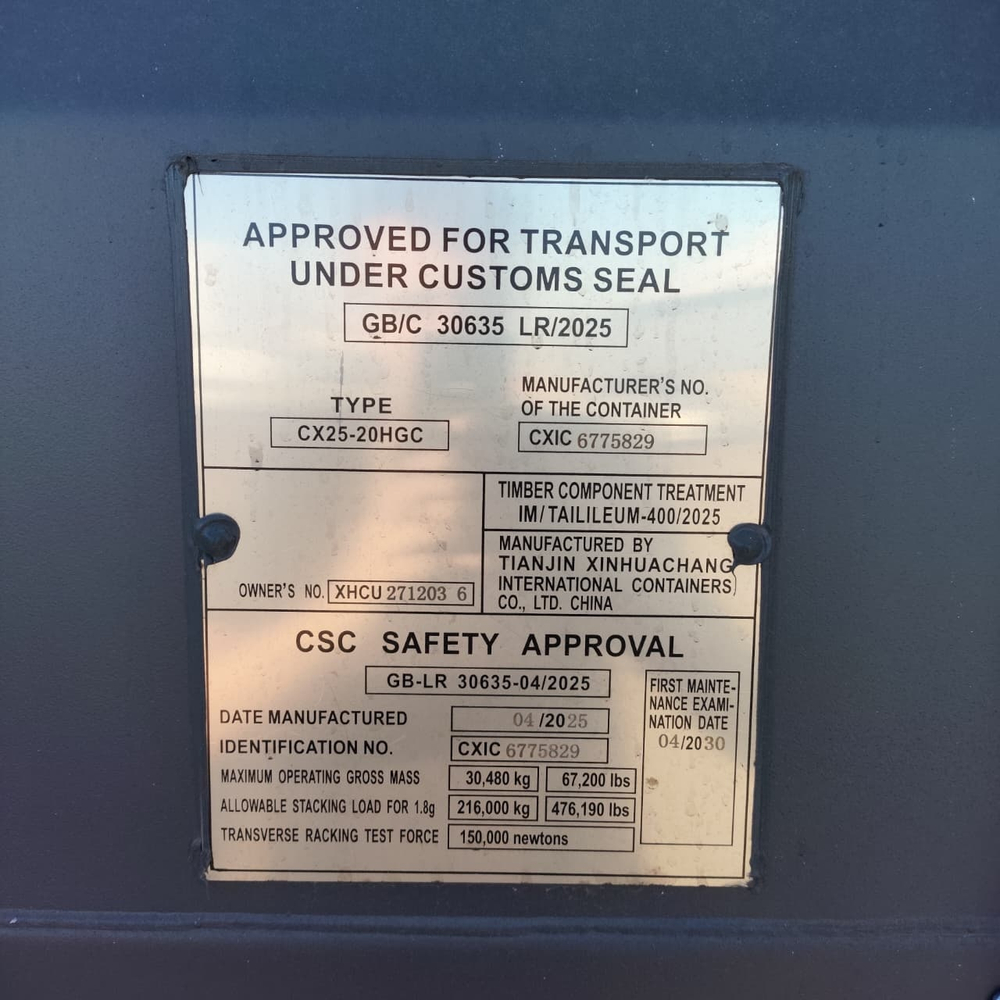 APPROVED FOR TRANSPORT
UNDER CUSTOMS SEAL
GB/C 30635 LR/2025
TYPE
CX25-20HGC
MANUFACTURER'S NO.
OF THE CONTAINER
CXIC 6775829
TIMBER COMPONENT TREATMENT
IM/TAILILEUM-400/2025
MANUFACTURED BY
TIANJIN XINHUACHANG
INTERNATIONAL CONTAINERS
CO., LTD. CHINA
OWNER'S NO. XHCU 271203 6
CSC SAFETY APPROVAL
GB-LR 30635-04/2025
DATE MANUFACTURED 04/2025
IDENTIFICATION NO. CXIC 6775829
MAXIMUM OPERATING GROSS MASS 30,480 kg 67,200 lbs
ALLOWABLE STACKING LOAD FOR 1.8g 216,000 kg 476,190 lbs
TRANSVERSE RACKING TEST FORCE 150,000 newtons
FIRST MAINTE-
NANCE EXAMI-
NATION DATE
04/2030